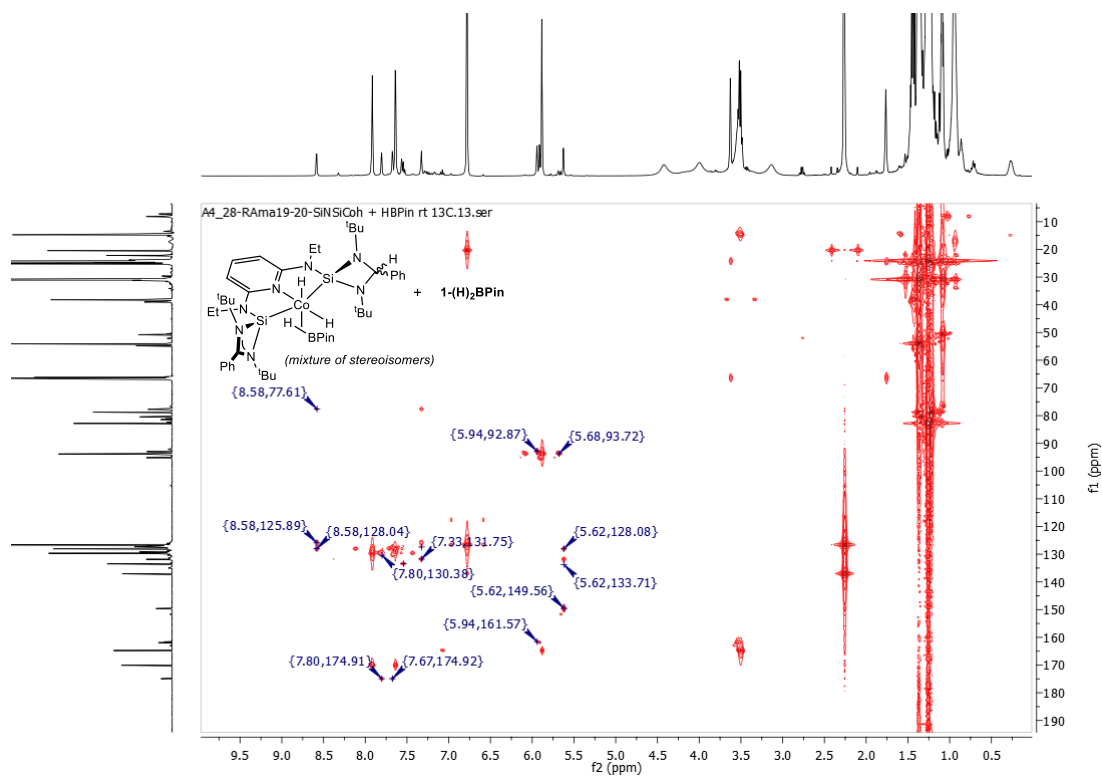 A4_28-RAma19-20-SiNSiCoh + HBPin rt 13C.13.ser
tBu
Et
H
N
N
Si
Ph
N
H
N
tBu
tBu
N
Co
H
Et
Si
H
BPin
N
N
Ph
tBu
(mixture of stereoisomers)
+ 1-(H)2BPin
{8.58,77.61}
{5.94,92.87}
{5.68,93.72}
{8.58,125.89}
{8.58,128.04}
{7.33,131.75}
{5.62,128.08}
{7.80,130.38}
{5.62,133.71}
{5.62,149.56}
{5.94,161.57}
{7.80,174.91}
{7.67,174.92}
10
20
30
40
50
60
70
80
90
100
110
120
130
140
150
160
170
180
190
f1 (ppm)
9.5 9.0 8.5 8.0 7.5 7.0 6.5 6.0 5.5 5.0 4.5 4.0 3.5 3.0 2.5 2.0 1.5 1.0 0.5
f2 (ppm)